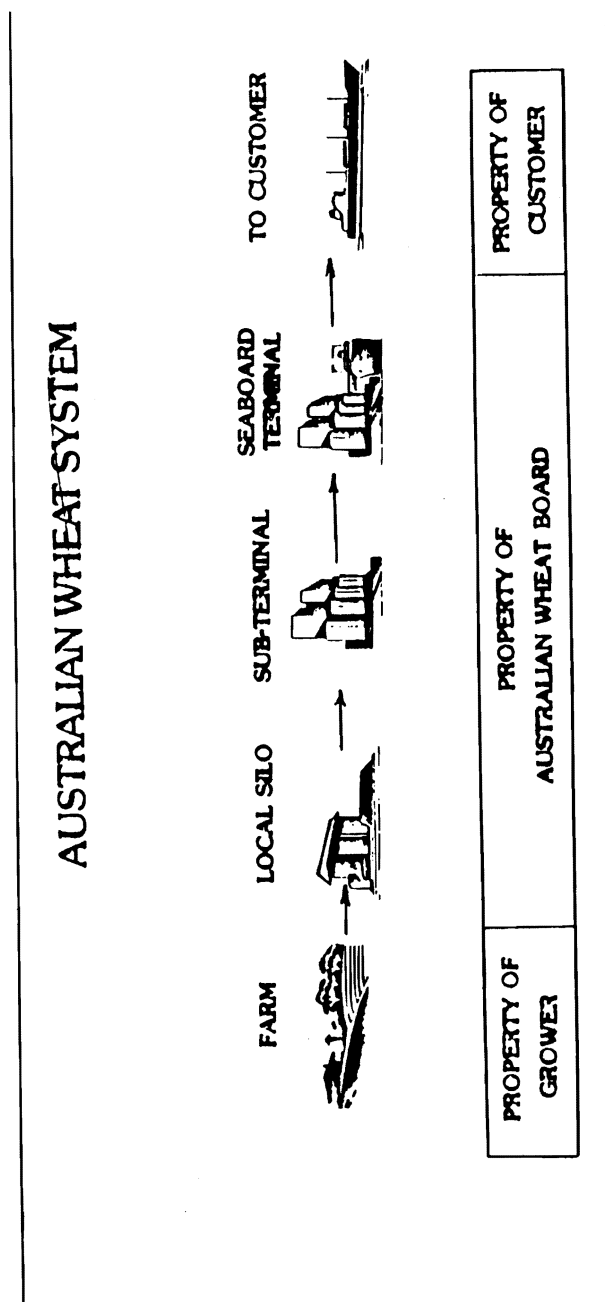 AUSTRALIAN WHEAT SYSTEM
FARM
LOCAL SILO
SUB-TERMINAL
SEABOARD
TERMINAL
TO CUSTOMER
PROPERTY OF
GROWER
PROPERTY OF
AUSTRALIAN WHEAT BOARD
PROPERTY OF
CUSTOMER